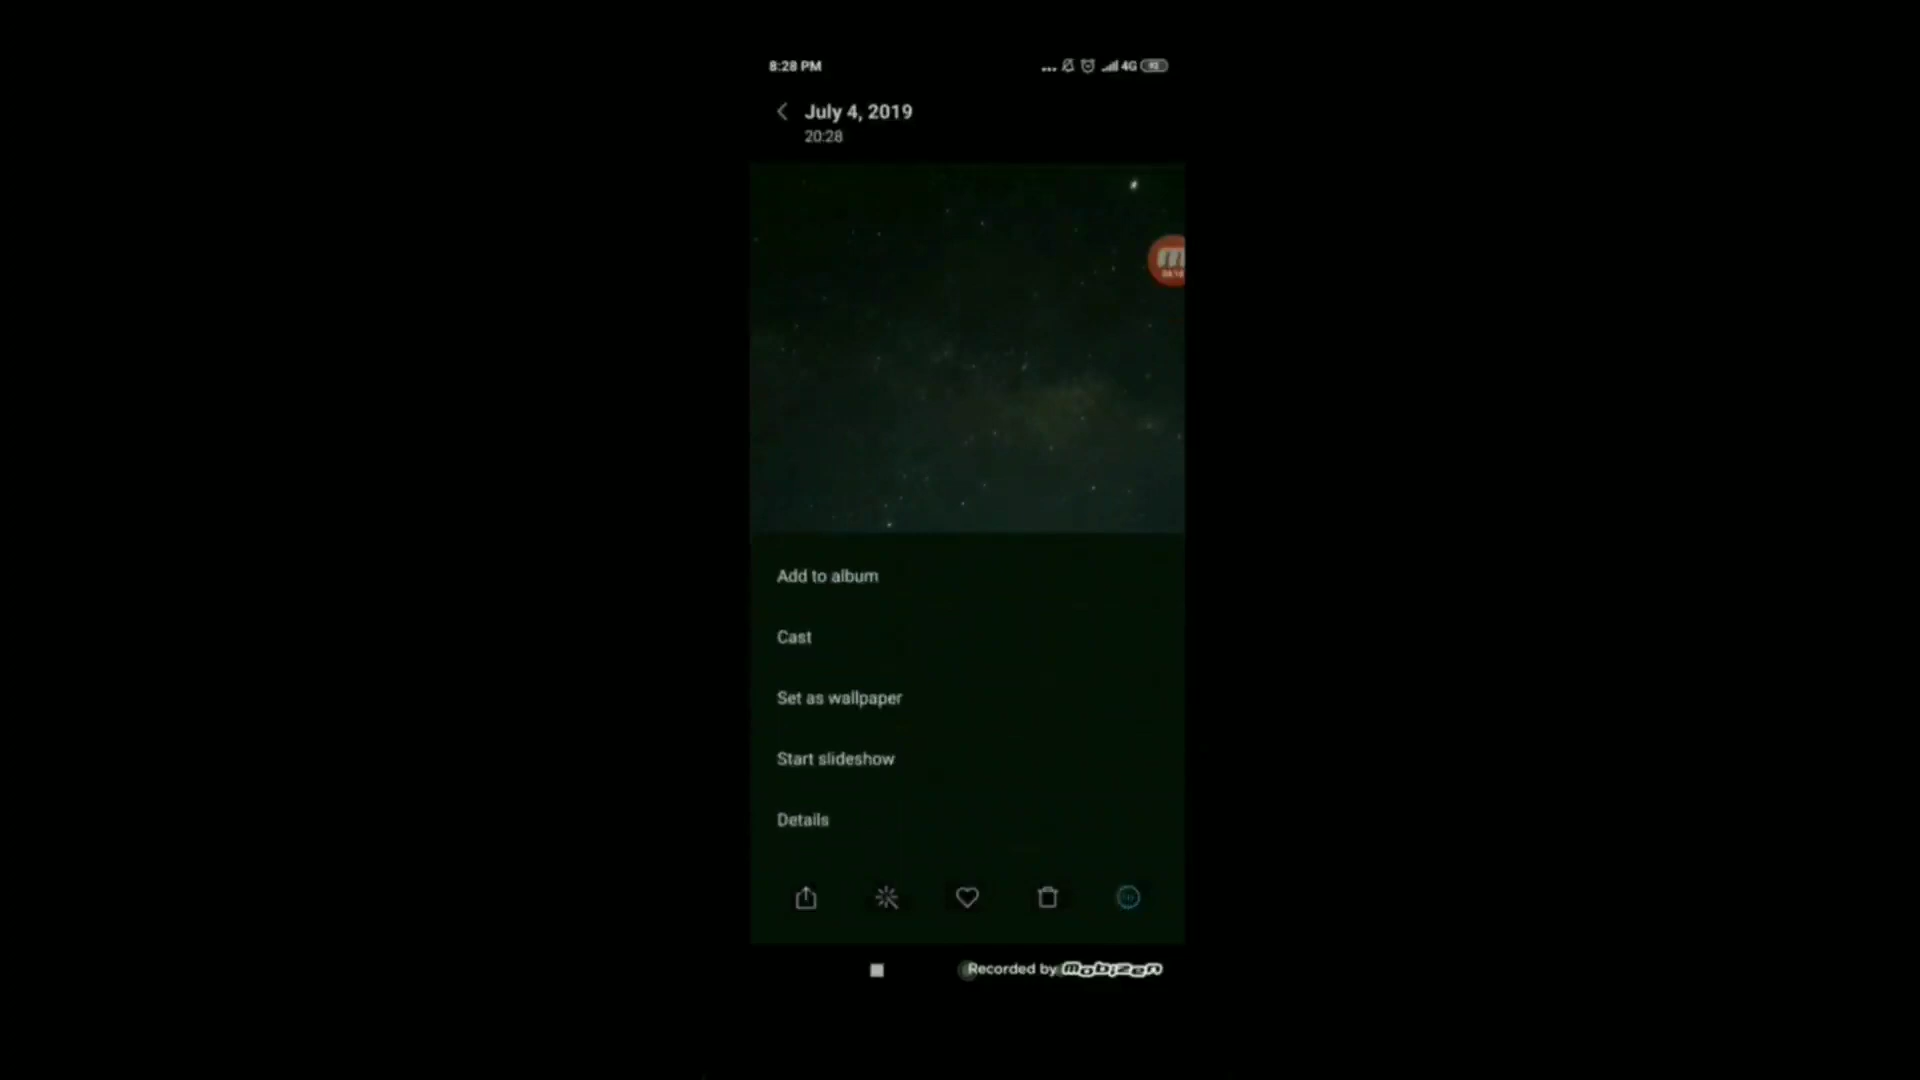 8:28 PM
4G
July 4, 2019
20:28
Add to album
Cast
Set as wallpaper
Start slideshow
Details
Recorded by mobizen